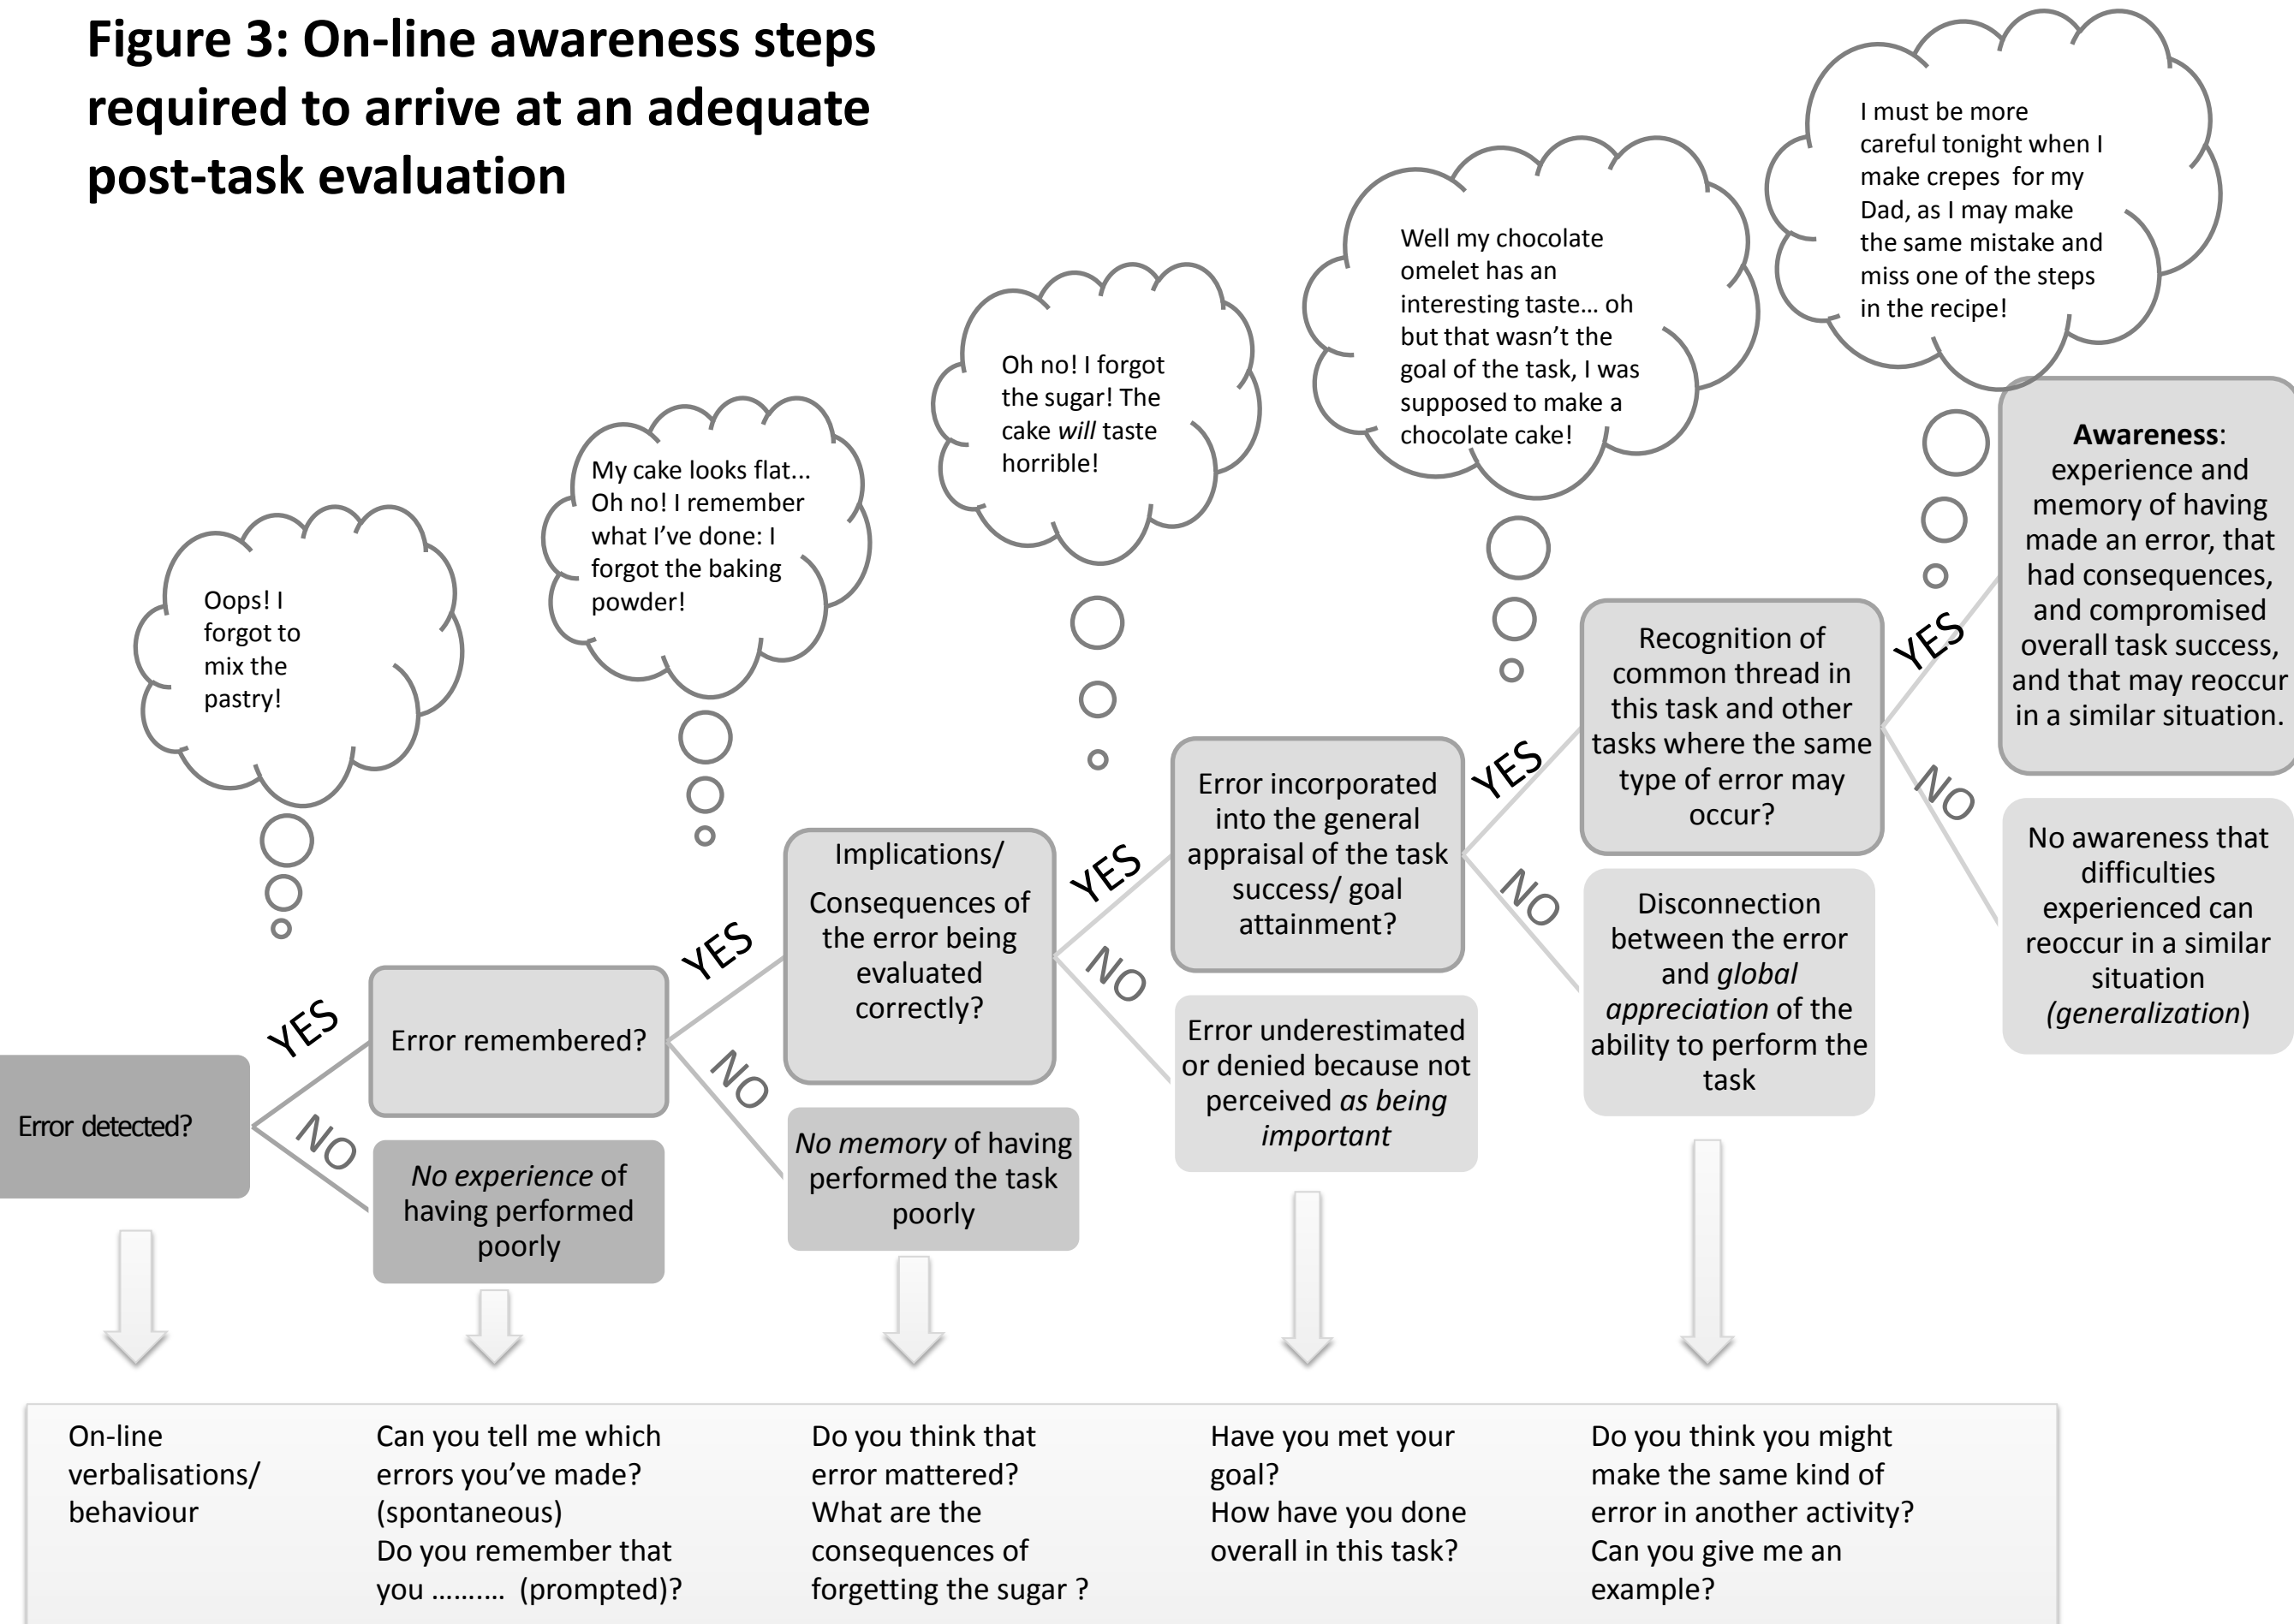 Figure 3: On-line awareness steps
required to arrive at an adequate
post-task evaluation
Oops! I
forgot to
mix the
pastry!
My cake looks flat...
Oh no! I remember
what I've done: I
forgot the baking
powder!
Oh no! I forgot
the sugar! The
cake will taste
horrible!
Well my chocolate
omelet has an
interesting taste... oh
but that wasn't the
goal of the task, I was
supposed to make a
chocolate cake!
I must be more
careful tonight when I
make crepes for my
Dad, as I may make
the same mistake and
miss one of the steps
in the recipe!
Error detected?
YES
NO
Error remembered?
No experience of
having performed
poorly
YES
NO
Implications/
Consequences of
the error being
evaluated
correctly?
No memory of having
performed the task
poorly
YES
NO
Error incorporated
into the general
appraisal of the task
success/ goal
attainment?
Error underestimated
or denied because not
perceived as being
important
YES
NO
Recognition of
common thread in
this task and other
tasks where the same
type of error may
occur?
Disconnection
between the error
and global
appreciation of the
ability to perform the
task
YES
NO
Awareness:
experience and
memory of having
made an error, that
had consequences,
and compromised
overall task success,
and that may reoccur
in a similar situation.
No awareness that
difficulties
experienced can
reoccur in a similar
situation
(generalization)
On-line
verbalisations/
behaviour
Can you tell me which
errors you've made?
(spontaneous)
Do you remember that
you .......... (prompted)?
Do you think that
error mattered?
What are the
consequences of
forgetting the sugar ?
Have you met your
goal?
How have you done
overall in this task?
Do you think you might
make the same kind of
error in another activity?
Can you give me an
example?